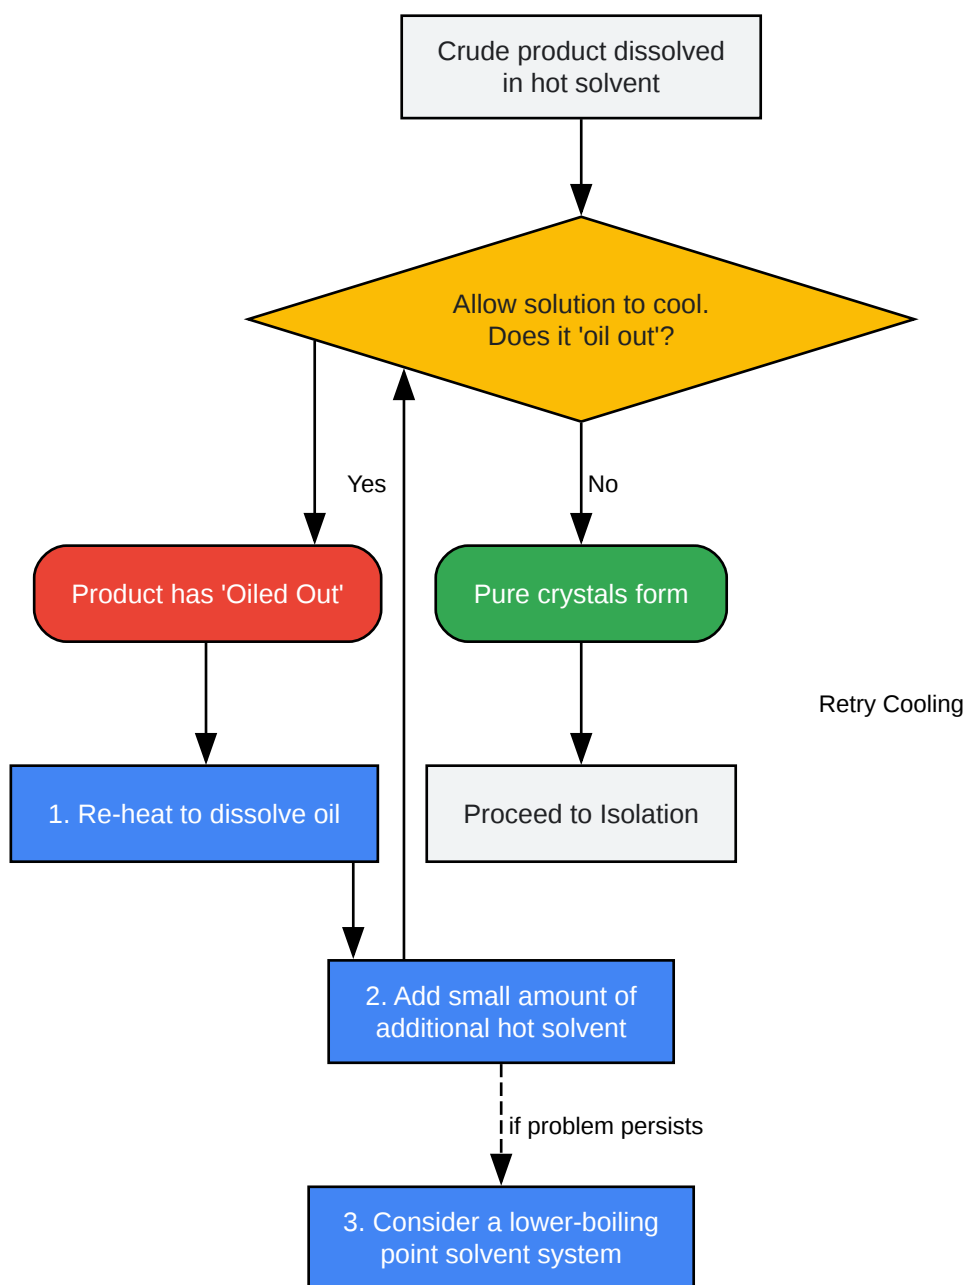 Crude product dissolved
in hot solvent
Allow solution to cool.
Does it 'oil out'?
Yes
No
Product has 'Oiled Out'
Pure crystals form
Retry Cooling
1. Re-heat to dissolve oil
Proceed to Isolation
2. Add small amount of
additional hot solvent
if problem persists
3. Consider a lower-boiling
point solvent system